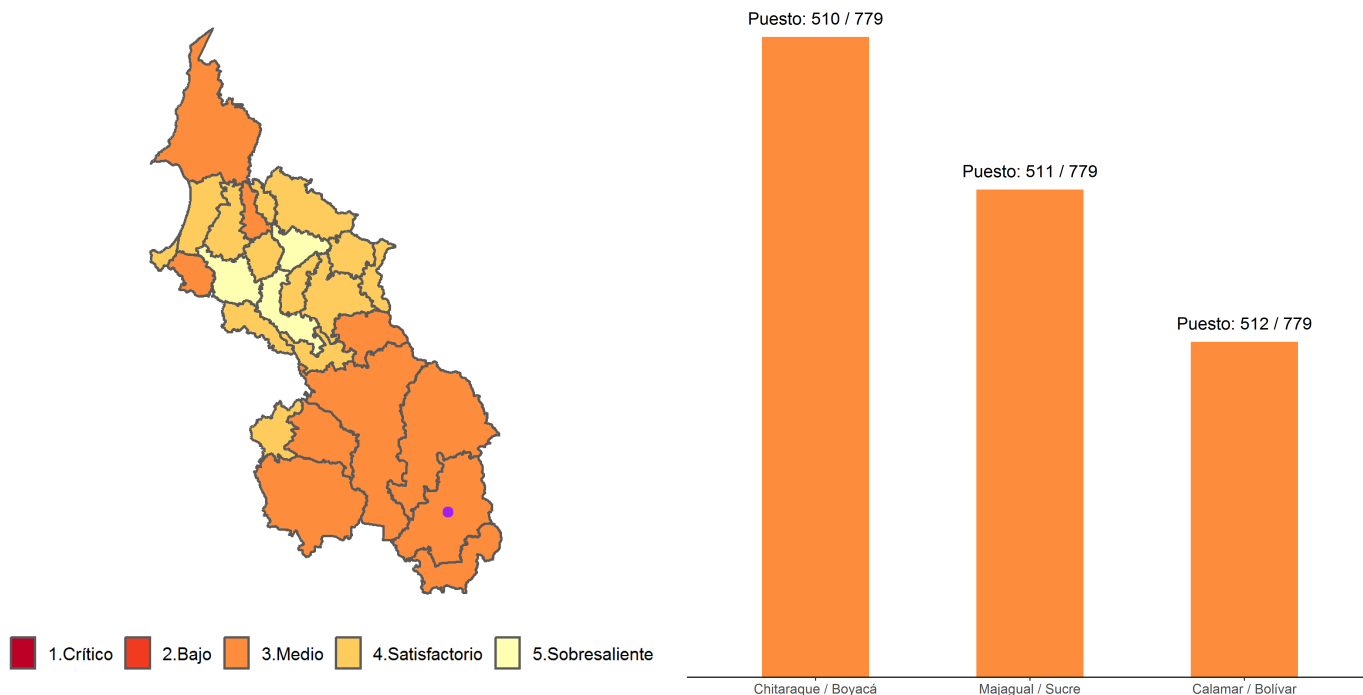 Puesto: 510 / 779
Puesto: 511 / 779
Puesto: 512 / 779
1.Crítico
2.Bajo
3.Medio
4.Satisfactorio
5.Sobresaliente
Chitaraque / Boyacá
Majagual / Sucre
Calamar / Bolívar